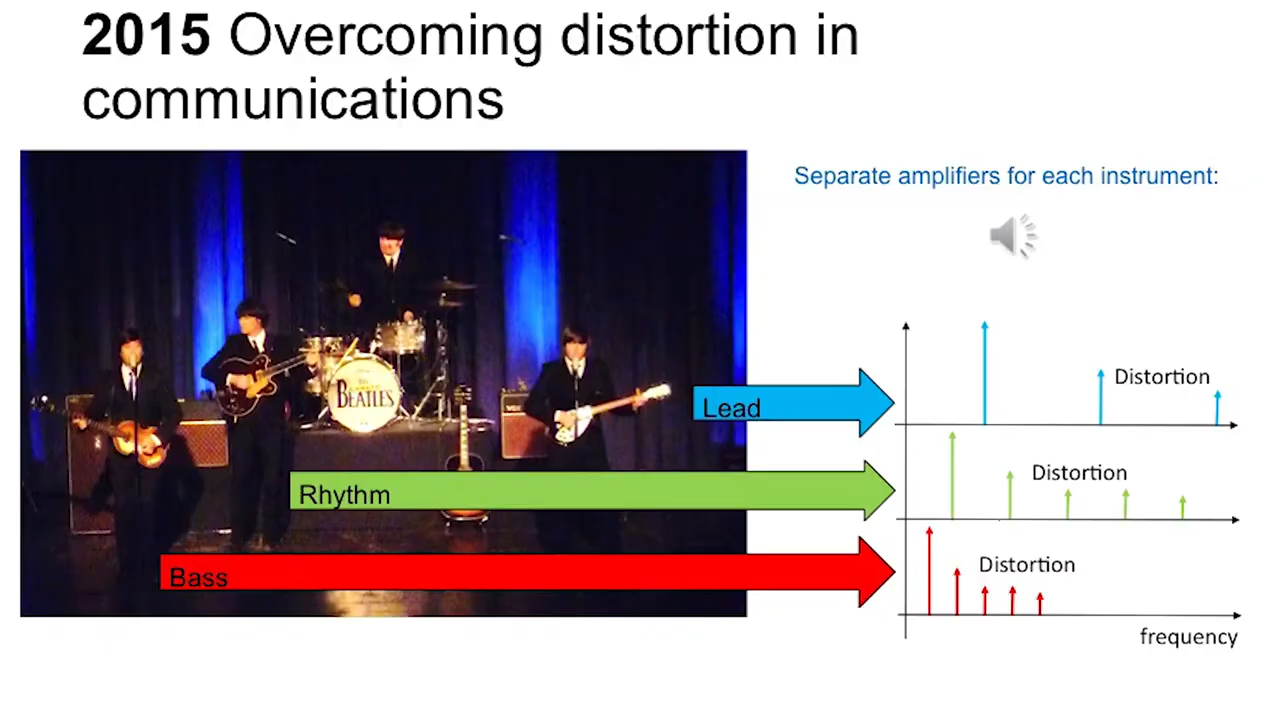 2015 Overcoming distortion in
communications
Separate amplifiers for each instrument:
BEATLES
Lead
Distortion
Rhythm
Distortion
Bass
Distortion
frequency